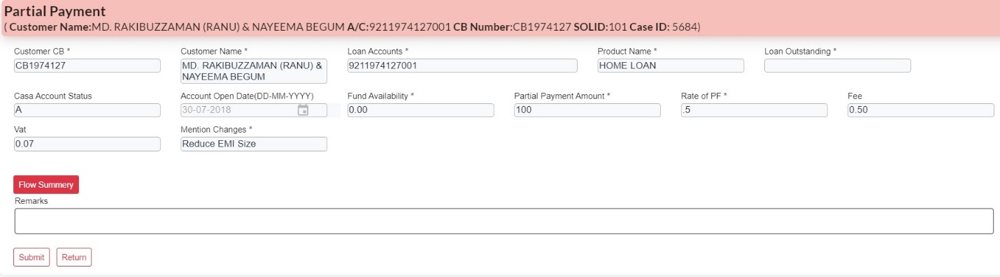 Partial Payment
( Customer Name:MD. RAKIBUZZAMAN (RANU) & NAYEEMA BEGUM A/C:9211974127001 CB Number:CB1974127 SOLID:101 Case ID: 5684)
Customer CB * Customer Name * Loan Accounts * Product Name * Loan Outstanding *
CB1974127 MD. RAKIBUZZAMAN (RANU) & 9211974127001 HOME LOAN
NAYEEMA BEGUM
Casa Account Status Account Open Date(DD-MM-YYYY) Fund Availability * Partial Payment Amount * Rate of PF * Fee
A 30-07-2018 0.00 100 .5 0.50
Vat Mention Changes *
0.07 Reduce EMI Size
Flow Summery
Remarks
Submit Return